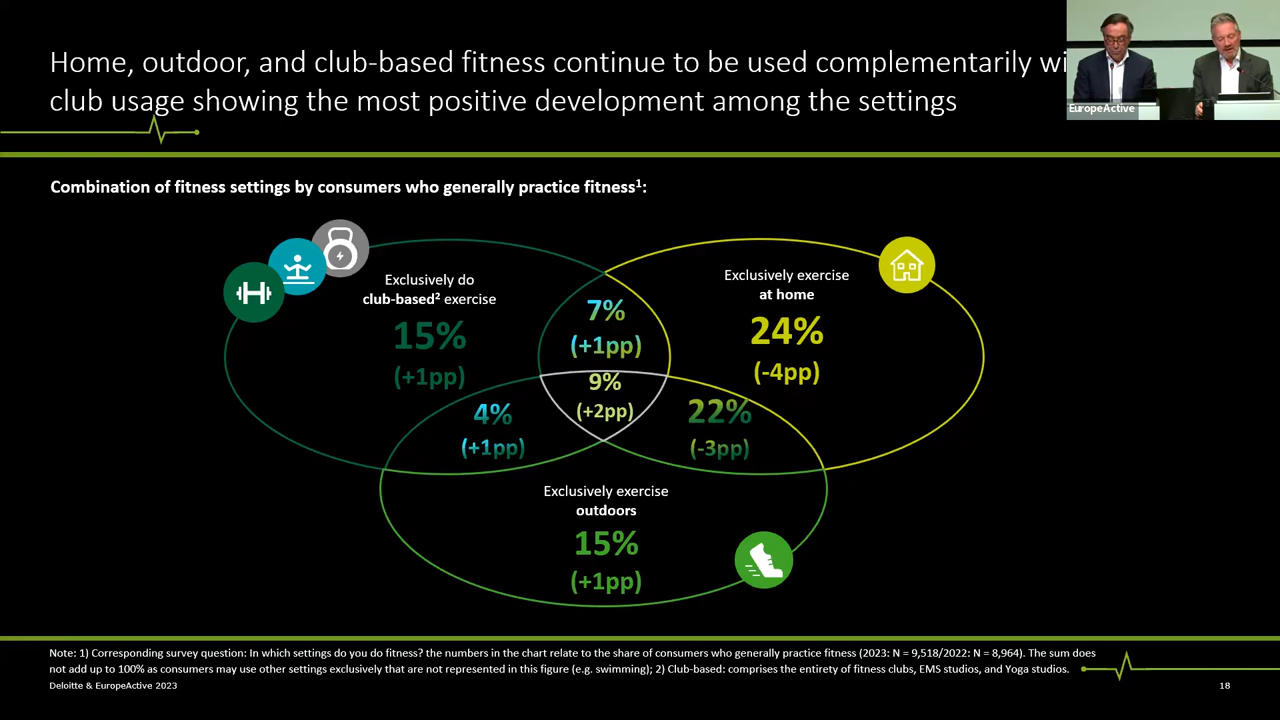 Home, outdoor, and club-based fitness continue to be used complementarily wi
club usage showing the most positive development among the settings
EuropeActive
Combination of fitness settings by consumers who generally practice fitness¹:
Exclusively do
club-based² exercise
15%
(+1pp)
7%
(+1pp)
Exclusively exercise
at home
24%
(-4pp)
9%
(+2pp)
4%
(+1pp)
22%
(-3pp)
Exclusively exercise
outdoors
15%
(+1pp)
Note: 1) Corresponding survey question: In which settings do you do fitness? the numbers in the chart relate to the share of consumers who generally practice fitness (2023: N = 9,518/2022: N = 8,964). The sum does
not add up to 100% as consumers may use other settings exclusively that are not represented in this figure (e.g. swimming); 2) Club-based: comprises the entirety of fitness clubs, EMS studios, and Yoga studios.
Deloitte & EuropeActive 2023
18